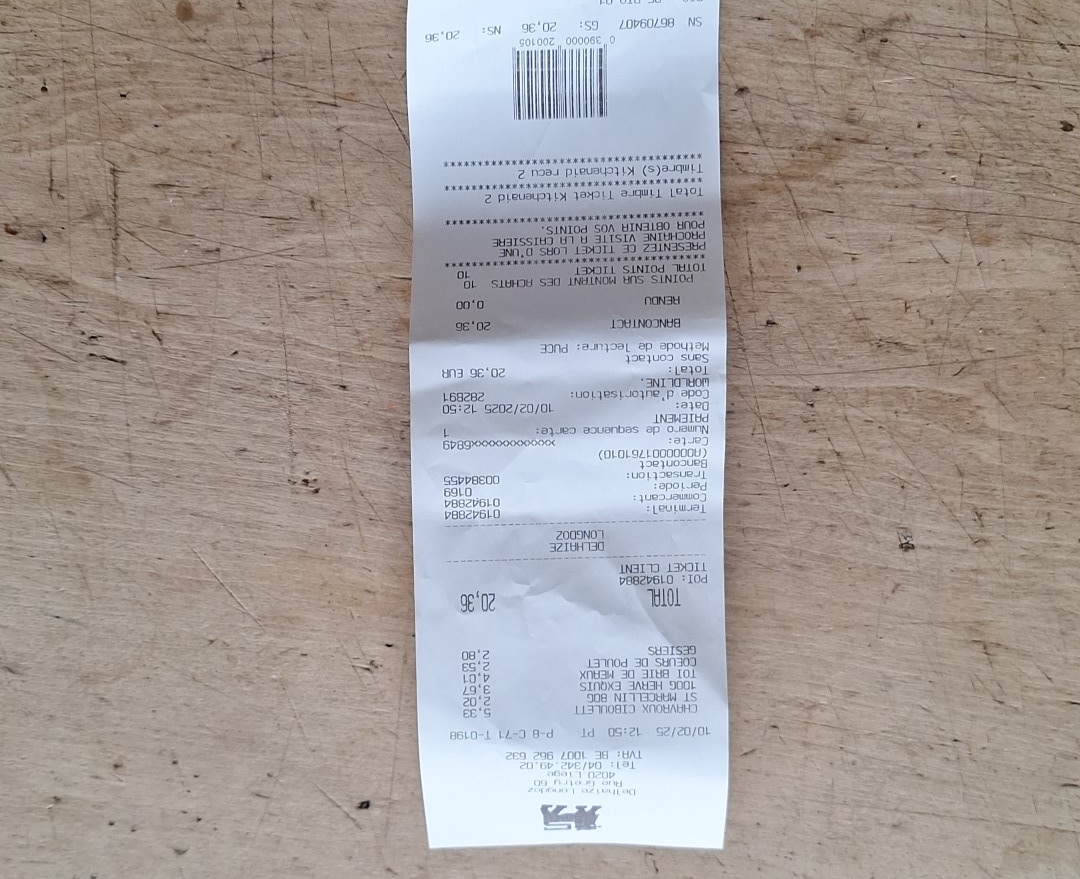 Delhaize Longdoz
Rue Gretry 60
4020 Liege
Tel: 04/342.49.02
TVA: BE 1007 962 632
10/02/25 12:50 PT P-8 C-71 T-0198
CHAVROUX CIBOULETT 5,33
ST MARCELLIN 80G 2,02
100G HERVE EXQUIS 3,67
TOI BRIE DE MEAUX 4,01
COEURS DE POULET 2,53
GESIERS 2,80
TOTAL 20,36
POI: 01942884
TICKET CLIENT
DELHAIZE
LONGDOZ
Terminal: 01942884
Commercant: 01942884
Periode: 0169
Transaction: 00384455
Bancontact
(A0000001761010)
Carte: xxxxxxxxxxxxx6849
Numero de sequence carte: 1
PAIEMENT
Date: 10/02/2025 12:50
Code d'autorisation: 282891
WORLDLINE.
Total: 20,36 EUR
Sans contact
Methode de lecture: PUCE
BANCONTACT 20,36
RENDU 0,00
POINTS SUR MONTANT DES ACHATS 10
TOTAL POINTS TICKET 10
****************************************
PRESENTEZ CE TICKET LORS D'UNE
PROCHAINE VISITE A LA CAISSIERE
POUR OBTENIR VOS POINTS.
****************************************
Total Timbre Ticket Kitchenaid 2
****************************************
Timbre(s) Kitchenaid recu 2
****************************************
0 390000 200105
SN 86709407 GS: 20,36 NS: 20,36